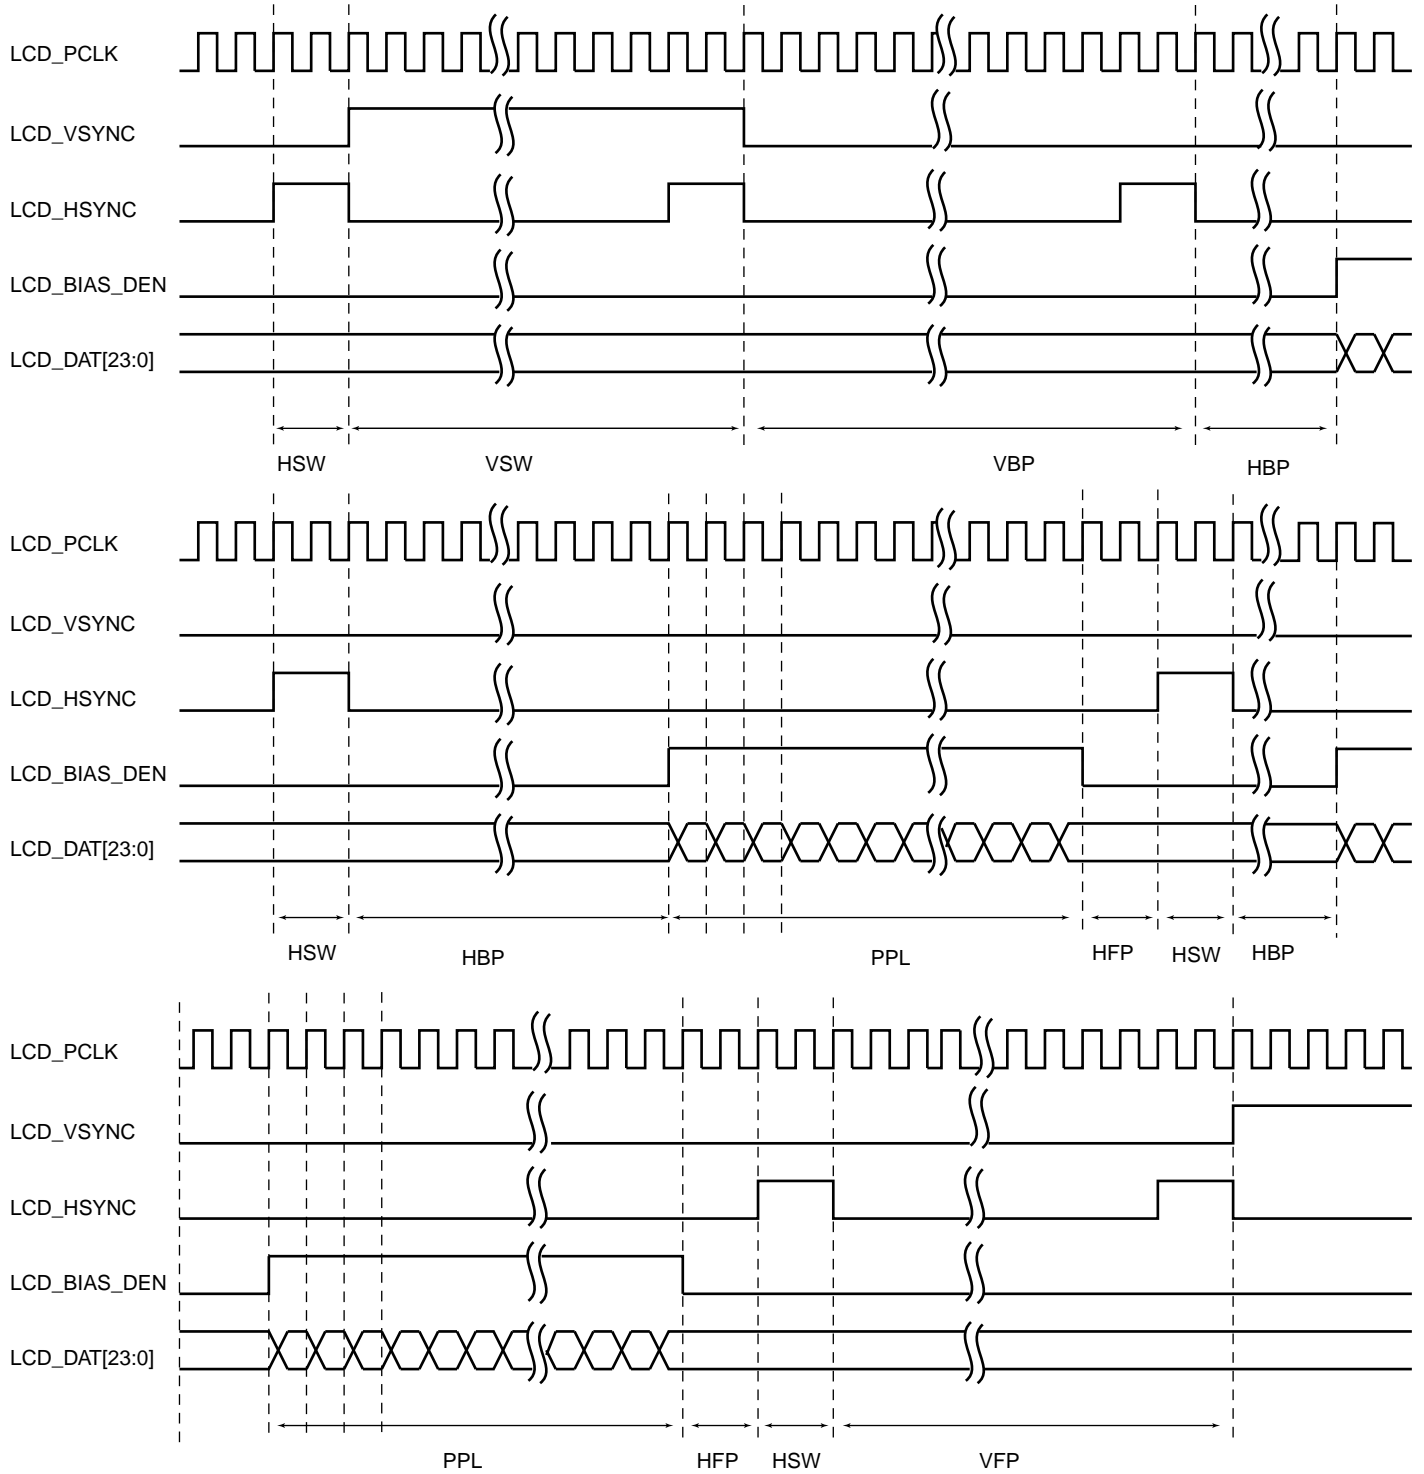 LCD_PCLK
LCD_VSYNC
LCD_HSYNC
LCD_BIAS_DEN
LCD_DAT[23:0]
HSW VSW VBP HBP
LCD_PCLK
LCD_VSYNC
LCD_HSYNC
LCD_BIAS_DEN
LCD_DAT[23:0]
HSW HBP PPL HFP HSW HBP
LCD_PCLK
LCD_VSYNC
LCD_HSYNC
LCD_BIAS_DEN
LCD_DAT[23:0]
PPL HFP HSW VFP